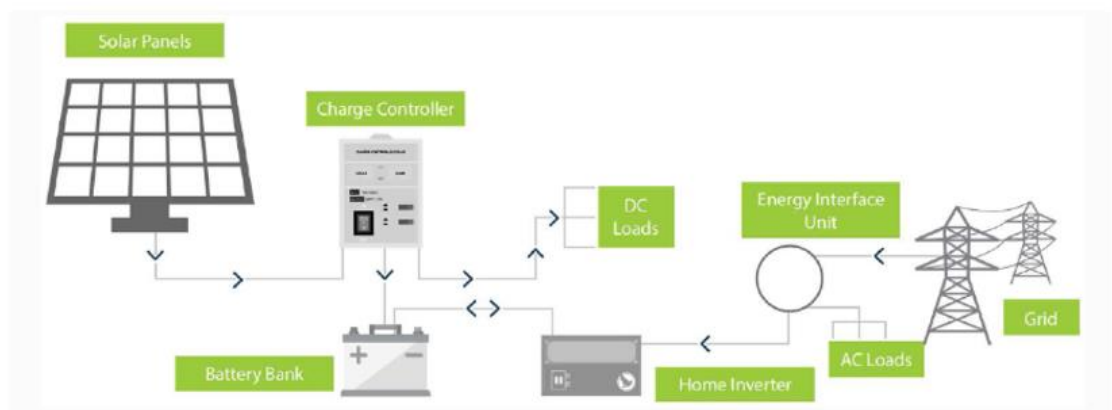 Solar Panels
Charge Controller
DC
Loads
Energy Interface
Unit
Grid
AC Loads
Battery Bank
Home Inverter